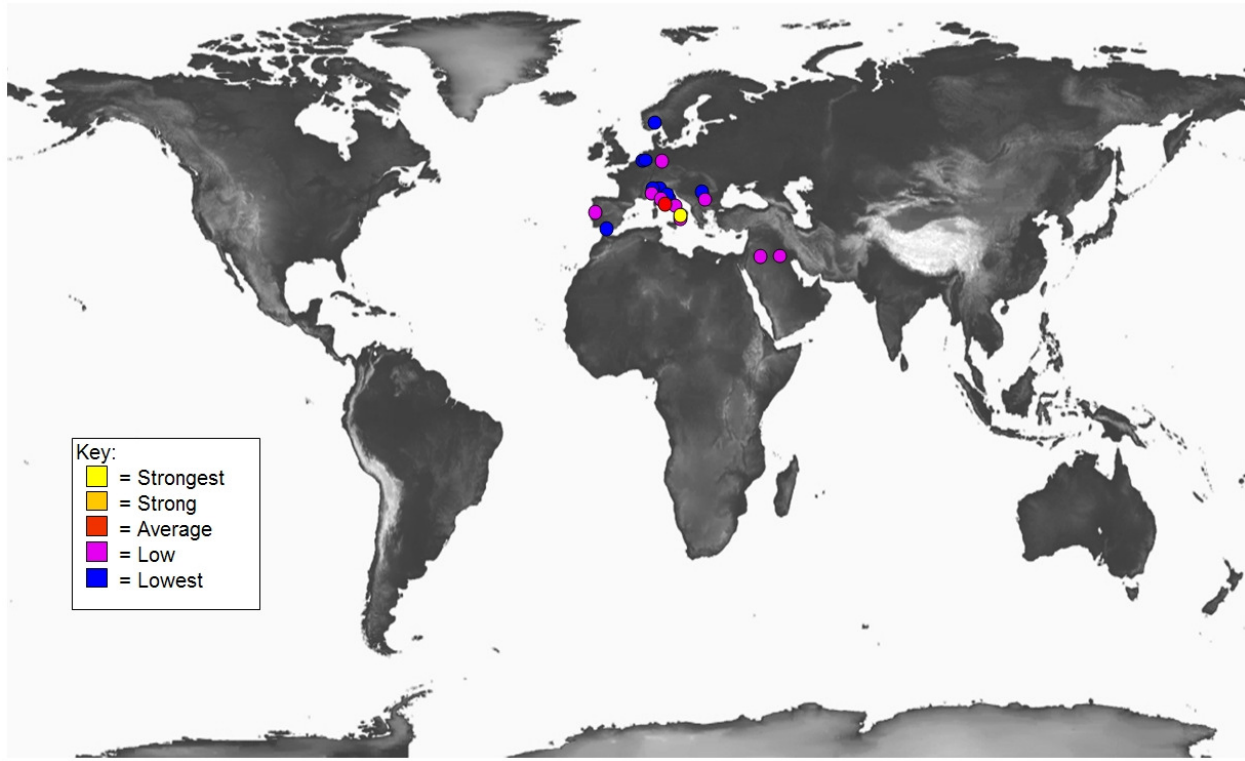 Key:
= Strongest
= Strong
= Average
= Low
= Lowest